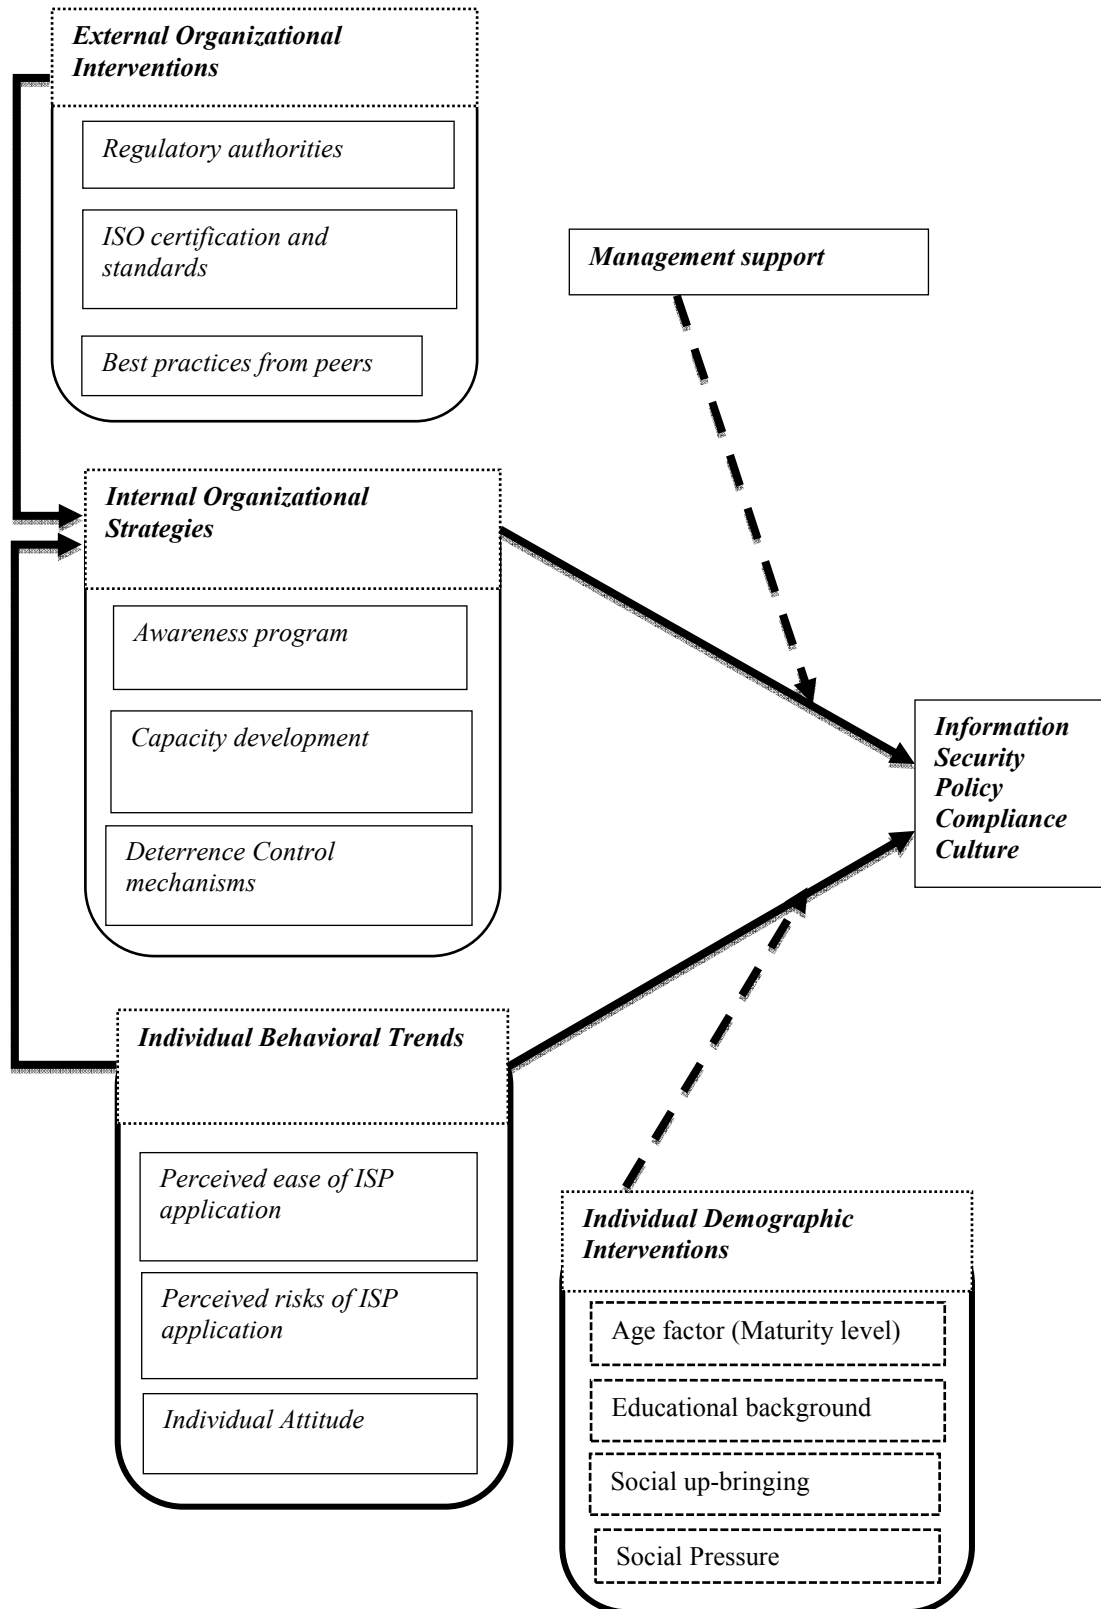 External Organizational
Interventions
Regulatory authorities
ISO certification and
standards
Best practices from peers
Management support
Internal Organizational
Strategies
Awareness program
Capacity development
Deterrence Control
mechanisms
Information
Security
Policy
Compliance
Culture
Individual Behavioral Trends
Perceived ease of ISP
application
Perceived risks of ISP
application
Individual Attitude
Individual Demographic
Interventions
Age factor (Maturity level)
Educational background
Social up-bringing
Social Pressure